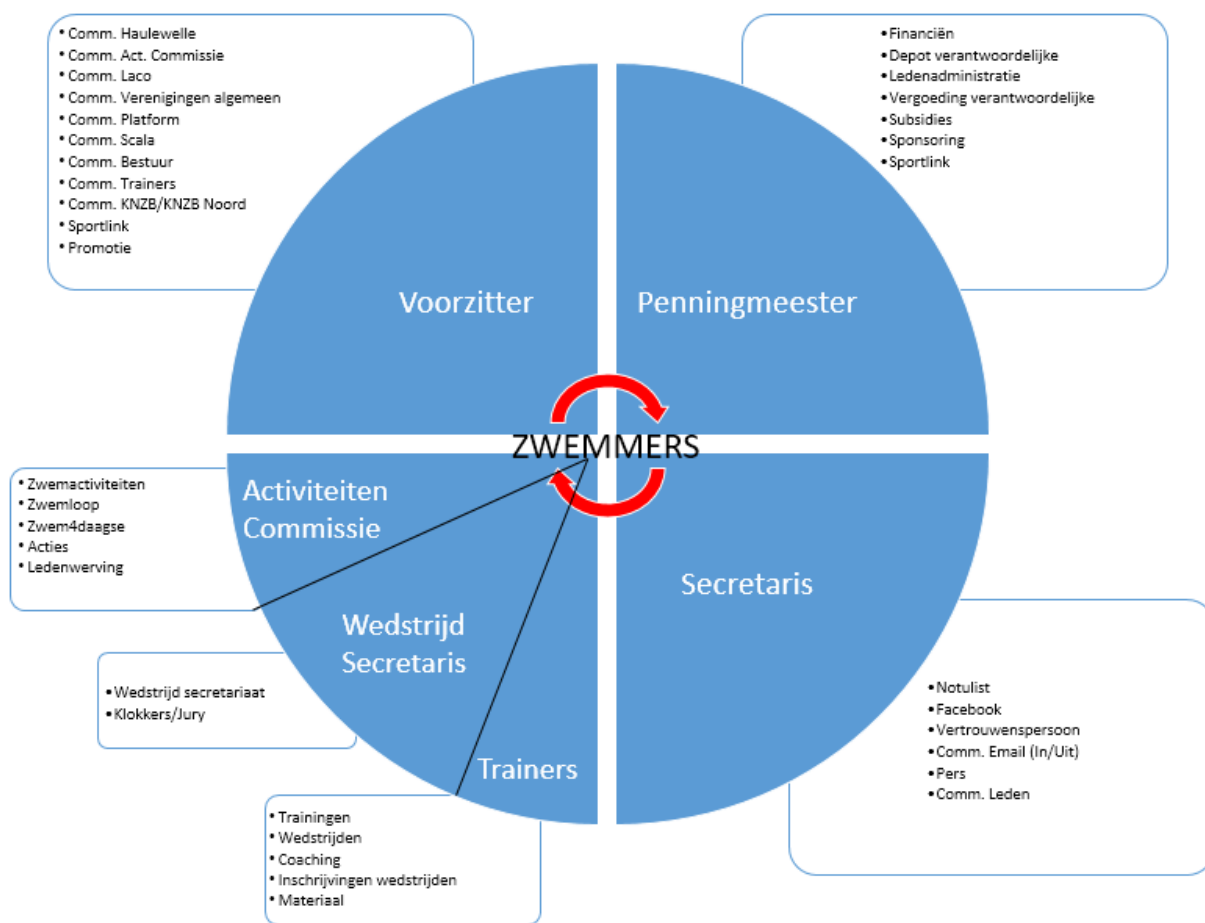 • Comm. Haulewelle
• Comm. Act. Commissie
• Comm. Laco
• Comm. Verenigingen algemeen
• Comm. Platform
• Comm. Scala
• Comm. Bestuur
• Comm. Trainers
• Comm. KNZB/KNZB Noord
• Sportlink
• Promotie
• Financiën
• Depot verantwoordelijke
• Ledenadministratie
• Vergoeding verantwoordelijke
• Subsidies
• Sponsoring
• Sportlink
Voorzitter
Penningmeester
ZWEMMERS
• Zwemactiviteiten
• Zwemloop
• Zwem4daagse
• Acties
• Ledenwerving
Activiteiten
Commissie
Secretaris
Wedstrijd
Secretaris
• Wedstrijd secretariaat
• Klokkers/Jury
• Notulist
• Facebook
• Vertrouwenspersoon
• Comm. Email (In/Uit)
• Pers
• Comm. Leden
Trainers
• Trainingen
• Wedstrijden
• Coaching
• Inschrijvingen wedstrijden
• Materiaal